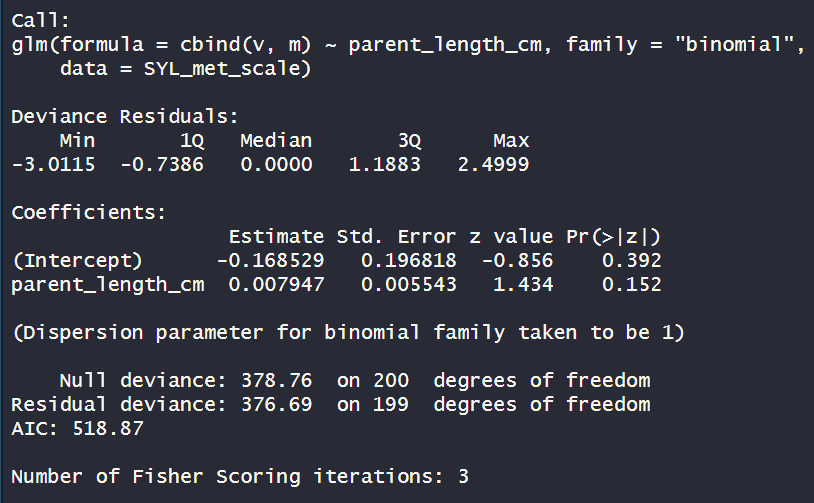 Call:
glm(formula = cbind(v, m) ~ parent_length_cm, family = "binomial",
    data = SYL_met_scale)

Deviance Residuals:
    Min       1Q   Median       3Q      Max
-3.0115  -0.7386   0.0000   1.1883   2.4999

Coefficients:
                  Estimate Std. Error z value Pr(>|z|)
(Intercept)      -0.168529   0.196818  -0.856    0.392
parent_length_cm  0.007947   0.005543   1.434    0.152

(Dispersion parameter for binomial family taken to be 1)

    Null deviance: 378.76  on 200  degrees of freedom
Residual deviance: 376.69  on 199  degrees of freedom
AIC: 518.87

Number of Fisher Scoring iterations: 3